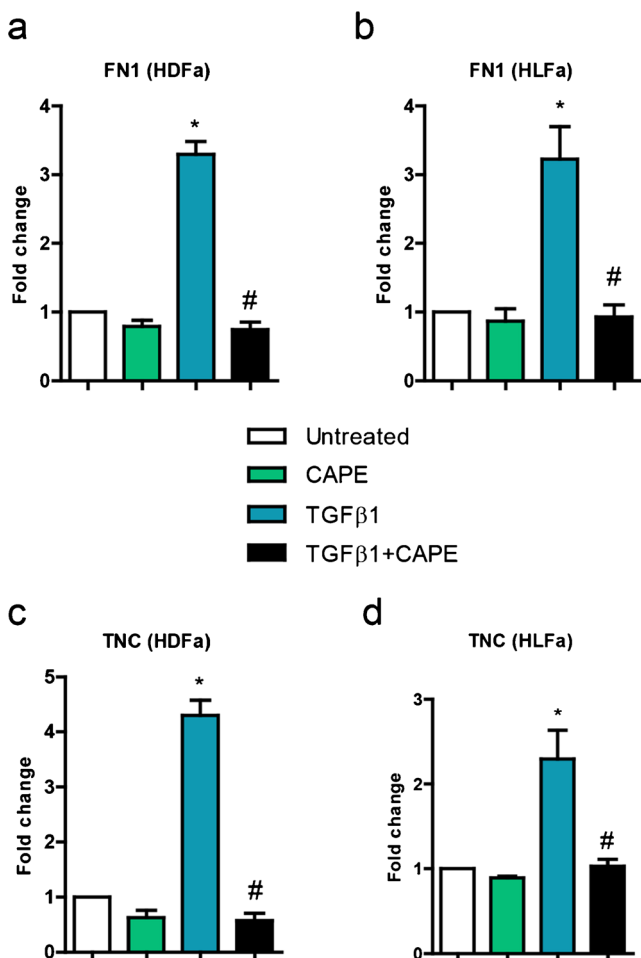 a
FN1 (HDFa)
Fold change
4
3
2
1
0
*
#
b
FN1 (HLFa)
Fold change
4
3
2
1
0
*
#
Untreated
CAPE
TGFβ1
TGFβ1+CAPE
c
TNC (HDFa)
Fold change
5
4
3
2
1
0
*
#
d
TNC (HLFa)
Fold change
3
2
1
0
*
#